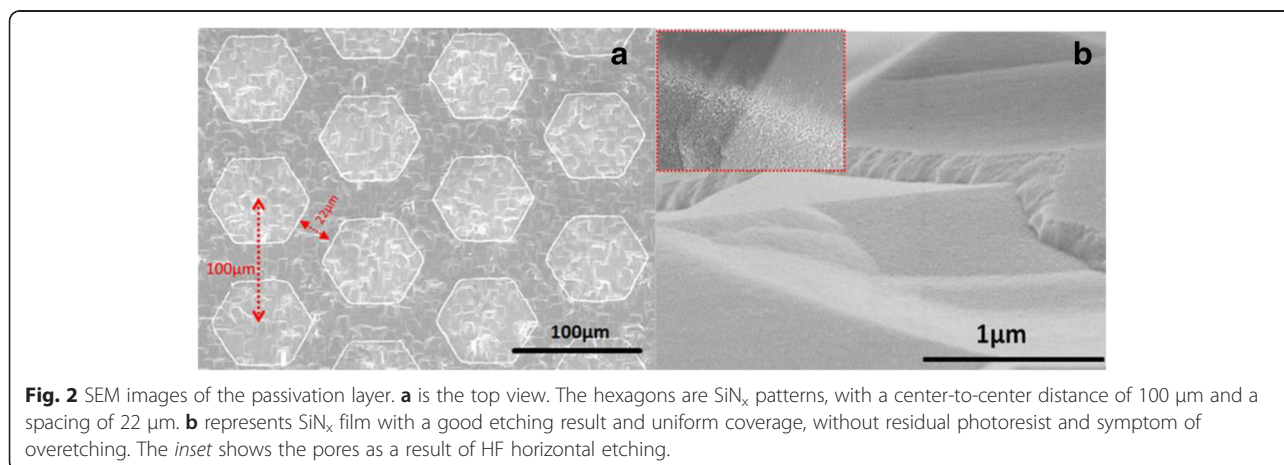 a
b
22μm
100μm
100μm
1μm
Fig. 2 SEM images of the passivation layer. a is the top view. The hexagons are SiNx patterns, with a center-to-center distance of 100 μm and a
spacing of 22 μm. b represents SiNx film with a good etching result and uniform coverage, without residual photoresist and symptom of
overetching. The inset shows the pores as a result of HF horizontal etching.